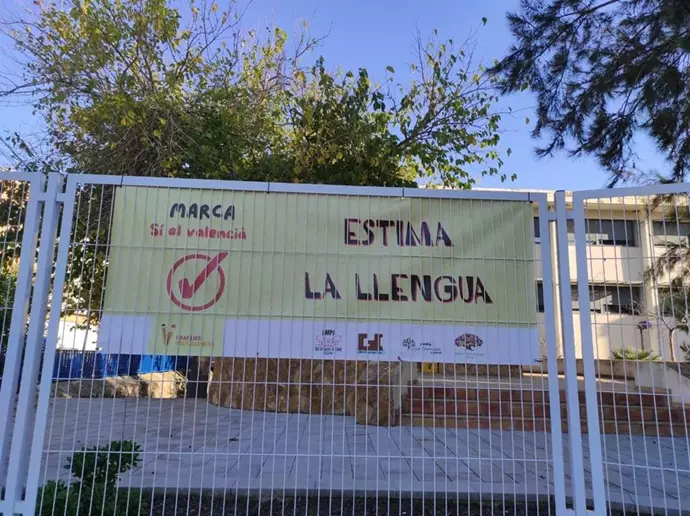 MARCA
Sí al valencià
ESTIMA
LA LLENGUA